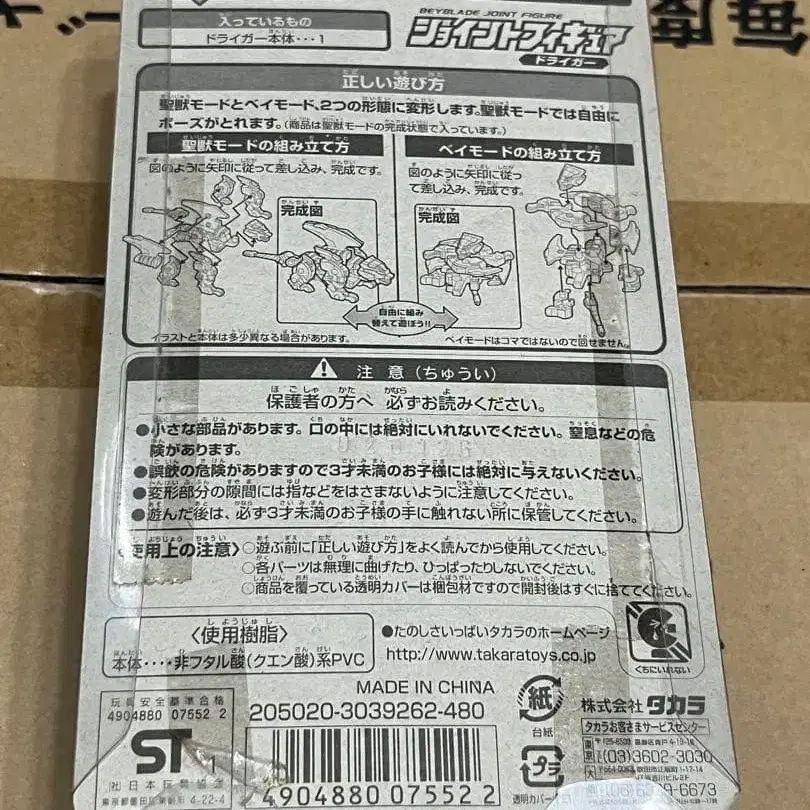 毎度
入っているもの
ドライガー本体・・・1
BEYBLADE JOINT FIGURE
ジョイントフィギュア
ドライガー
正しい遊び方
聖獣モードとベイモード、2つの形態に変形します。聖獣モードでは自由に
ポーズがとれます。(商品は聖獣モードの完成状態で入っています。)
聖獣モードの組み立て方
図のように矢印に従って差し込み、完成です。
完成図
ベイモードの組み立て方
図のように矢印に従っ
て差し込み、完成です。
完成図
自由に組み
替えて遊ぼう!!
イラストと本体は多少異なる場合があります。
ベイモードはコマではないので回せません。
注意(ちゅうい)
保護者の方へ 必ずお読みください。
●小さな部品があります。口の中には絶対にいれないでください。窒息などの危
険があります。
●誤飲の危険がありますので3才未満のお子様には絶対に与えないでください。
●変形部分の隙間には指などをはさまないように注意してください。
●遊んだ後は、必ず3才未満のお子様の手に触れない所に保管してください。
〈使用上の注意〉○遊ぶ前に「正しい遊び方」をよく読んでから使用してください。
○各パーツは無理に曲げたり、ひっぱったりしないでください。
○商品を覆っている透明カバーは梱包材ですので開封後はすぐに捨ててください。
〈使用樹脂〉
本体・・・・非フタル酸(クエン酸)系PVC
●たのしさいっぱいタカラのホームページ
http://www.takaratoys.co.jp
くちにいれない
MADE IN CHINA
205020-3039262-480
玩具安全基準合格
4904880 07552 2
ST 1
4904880 07552 2
紙
台紙
プラ
透明カバー
株式会社 タカラ
タカラお客さまサービスセンター
(03)3602-3030